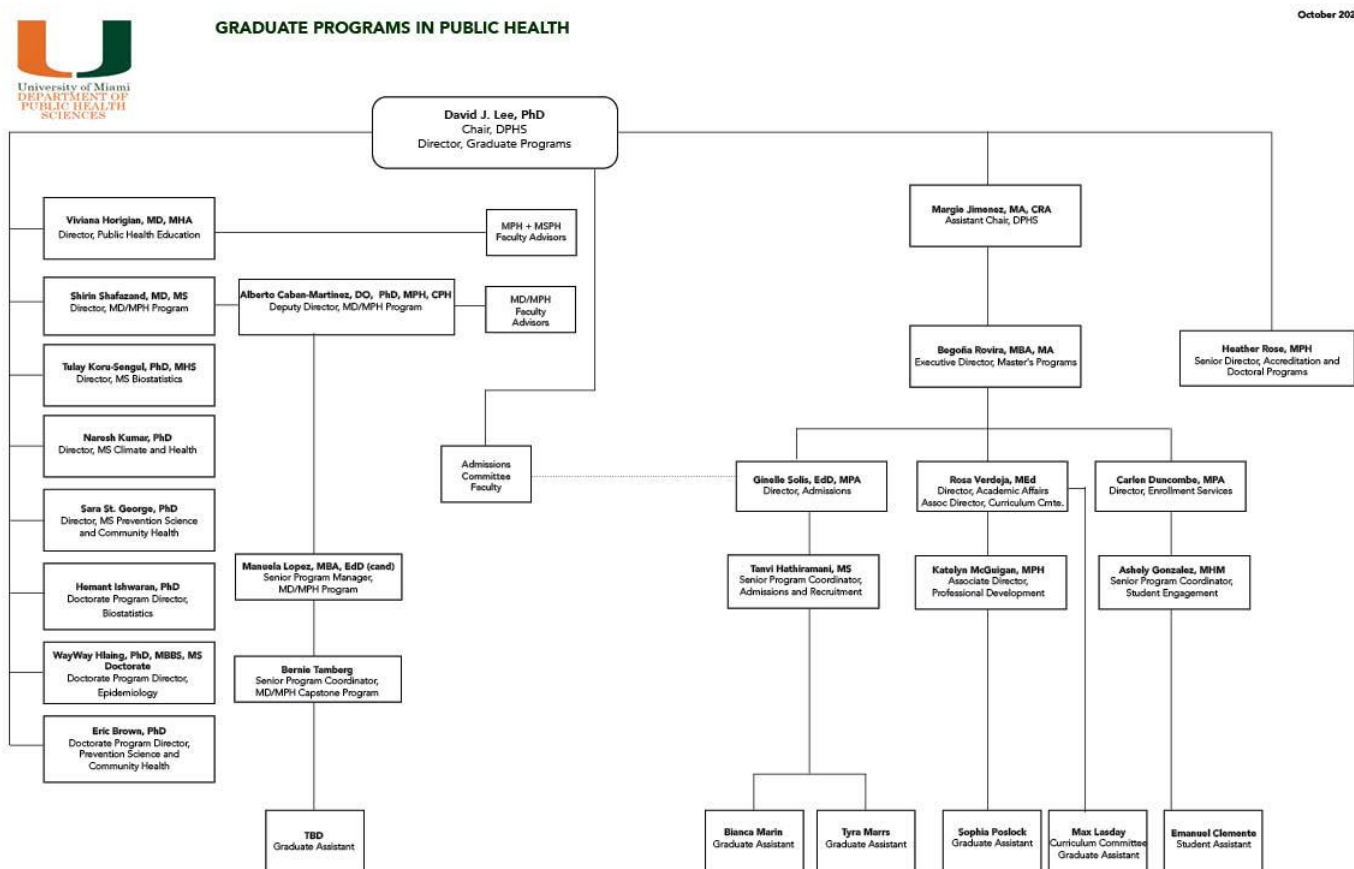 GRADUATE PROGRAMS IN PUBLIC HEALTH
October 202
University of Miami
DEPARTMENT OF
PUBLIC HEALTH
SCIENCES
David J. Lee, PhD
Chair, DPHS
Director, Graduate Programs
Viviana Horigian, MD, MHA
Director, Public Health Education
MPH + MSPH
Faculty Advisors
Margie Jimenez, MA, CRA
Assistant Chair, DPHS
Shirin Shafazand, MD, MS
Director, MD/MPH Program
Alberto Caban-Martinez, DO, PhD, MPH, CPH
Deputy Director, MD/MPH Program
MD/MPH
Faculty
Advisors
Tulay Koru-Sengul, PhD, MHS
Director, MS Biostatistics
Begoña Rovira, MBA, MA
Executive Director, Master's Programs
Heather Rose, MPH
Senior Director, Accreditation and
Doctoral Programs
Naresh Kumar, PhD
Director, MS Climate and Health
Admissions
Committee
Faculty
Ginelle Solis, EdD, MPA
Director, Admissions
Rosa Verdeja, MEd
Director, Academic Affairs
Assoc Director, Curriculum Cmte.
Carlen Duncombe, MPA
Director, Enrollment Services
Sara St. George, PhD
Director, MS Prevention Science
and Community Health
Hemant Ishwaran, PhD
Doctorate Program Director,
Biostatistics
Manuela Lopez, MBA, EdD (cand)
Senior Program Manager,
MD/MPH Program
Tanvi Hathiramani, MS
Senior Program Coordinator,
Admissions and Recruitment
Katelyn McGuigan, MPH
Associate Director,
Professional Development
Ashely Gonzalez, MHM
Senior Program Coordinator,
Student Engagement
WayWay Hlaing, PhD, MBBS, MS
Doctorate
Doctorate Program Director,
Epidemiology
Bernie Tamberg
Senior Program Coordinator,
MD/MPH Capstone Program
Eric Brown, PhD
Doctorate Program Director,
Prevention Science and
Community Health
TBD
Graduate Assistant
Bianca Marin
Graduate Assistant
Tyra Marrs
Graduate Assistant
Sophia Poslock
Graduate Assistant
Max Lasday
Curriculum Committee
Graduate Assistant
Emanuel Clemente
Student Assistant